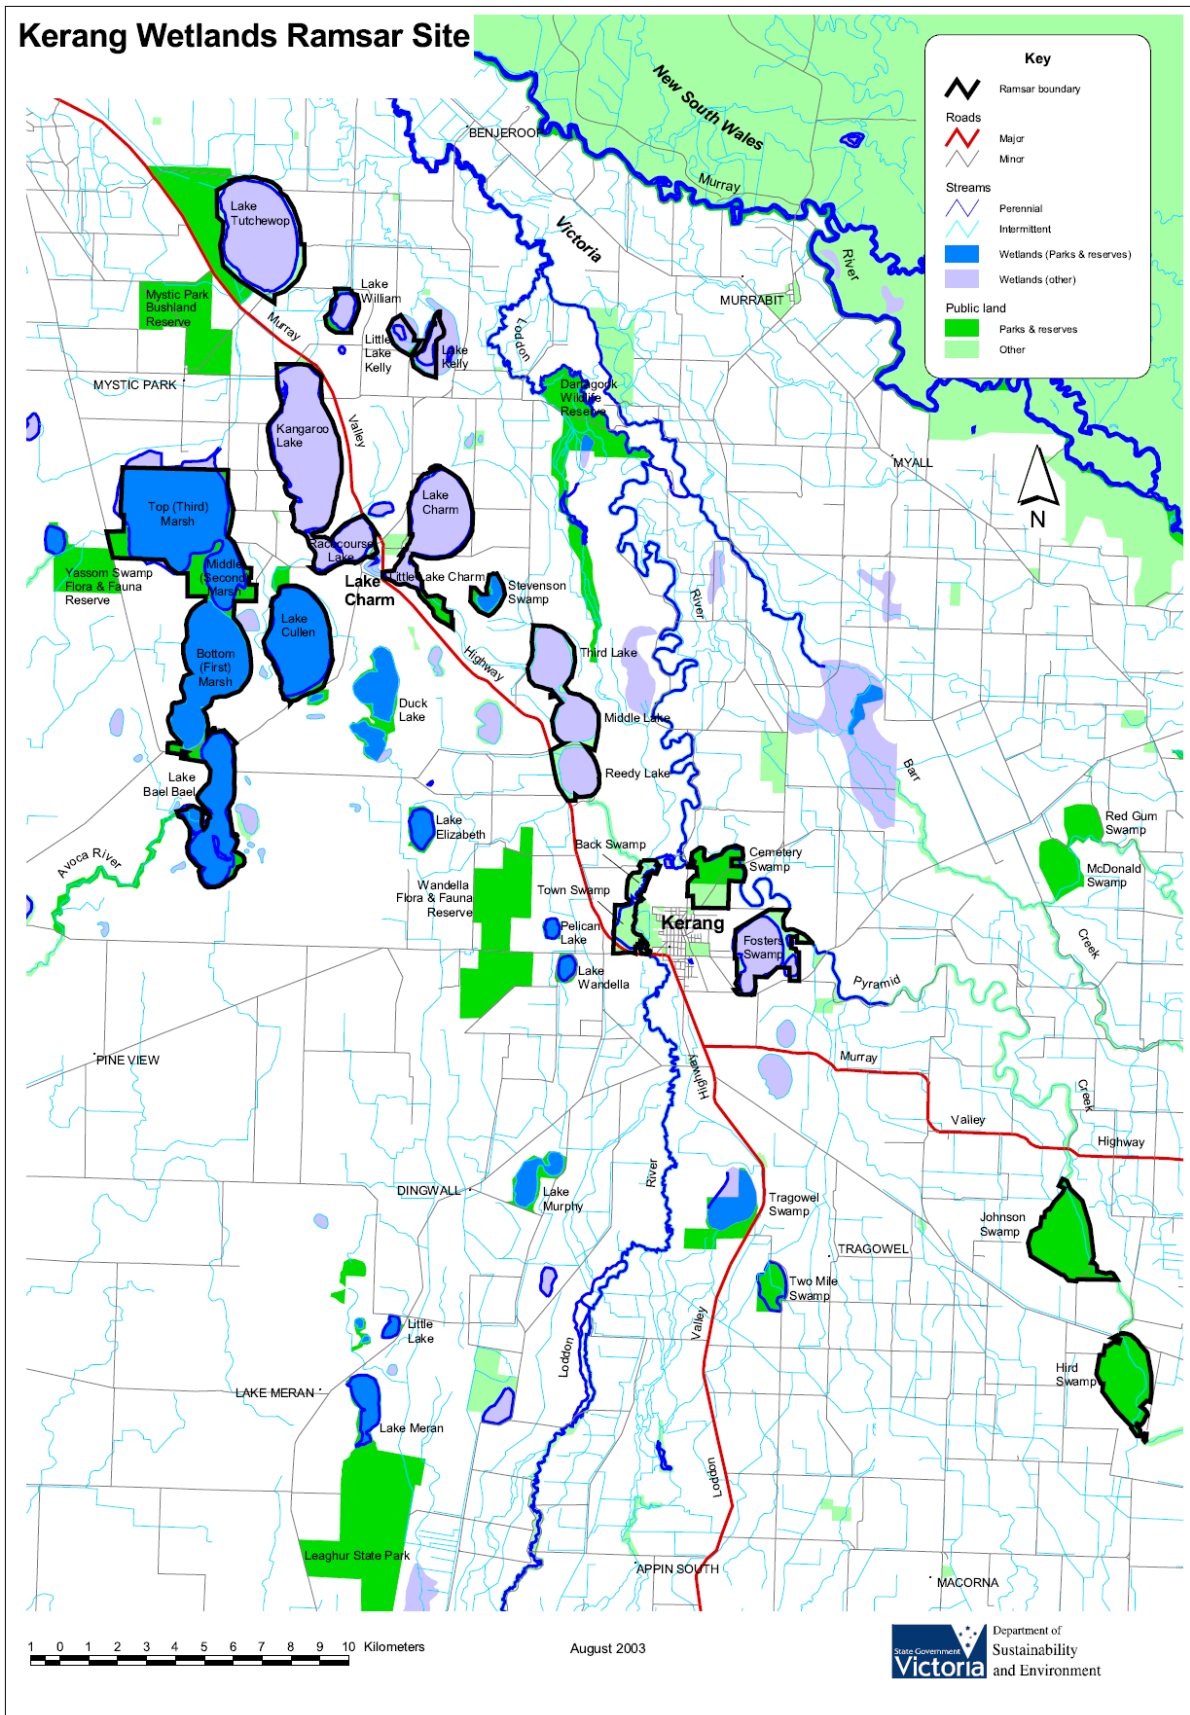 Kerang Wetlands Ramsar Site
Key
Ramsar boundary
Roads
Major
Minor
Streams
Perennial
Intermittent
Wetlands (Parks & reserves)
Wetlands (other)
Public land
Parks & reserves
Other
New South Wales
BENJEROOP
Murray
River
Victoria
Lake
Tutchewop
Lake
William
Mystic Park
Bushland
Reserve
Murray
Little
Lake
Kelly
Lake
Kelly
Loddon
MURRABIT
MYSTIC PARK
Dartagook
Wildlife
Reserve
Valley
Kangaroo
Lake
MYALL
N
Lake
Charm
Top (Third)
Marsh
Racecourse
Lake
Middle
(Second)
Marsh
Yassom Swamp
Flora & Fauna
Reserve
Lake
Charm
Little Lake Charm
Stevenson
Swamp
River
Lake
Cullen
Bottom
(First)
Marsh
Highway
Third Lake
Duck
Lake
Middle Lake
Reedy Lake
Lake
Bael Bael
Barr
Lake
Elizabeth
Red Gum
Swamp
Back Swamp
Cemetery
Swamp
McDonald
Swamp
Avoca River
Wandella
Flora & Fauna
Reserve
Town Swamp
Kerang
Pelican
Lake
Fosters
Swamp
Creek
Lake
Wandella
Pyramid
PINE VIEW
Murray
Highway
Creek
Valley
Highway
River
DINGWALL
Lake
Murphy
Tragowel
Swamp
Johnson
Swamp
TRAGOWEL
Two Mile
Swamp
Little
Lake
Valley
Loddon
Hird
Swamp
LAKE MERAN
Lake Meran
Loddon
Leaghur State Park
APPIN SOUTH
MACORNA
1 0 1 2 3 4 5 6 7 8 9 10 Kilometers
August 2003
State Government
Victoria
Department of
Sustainability
and Environment